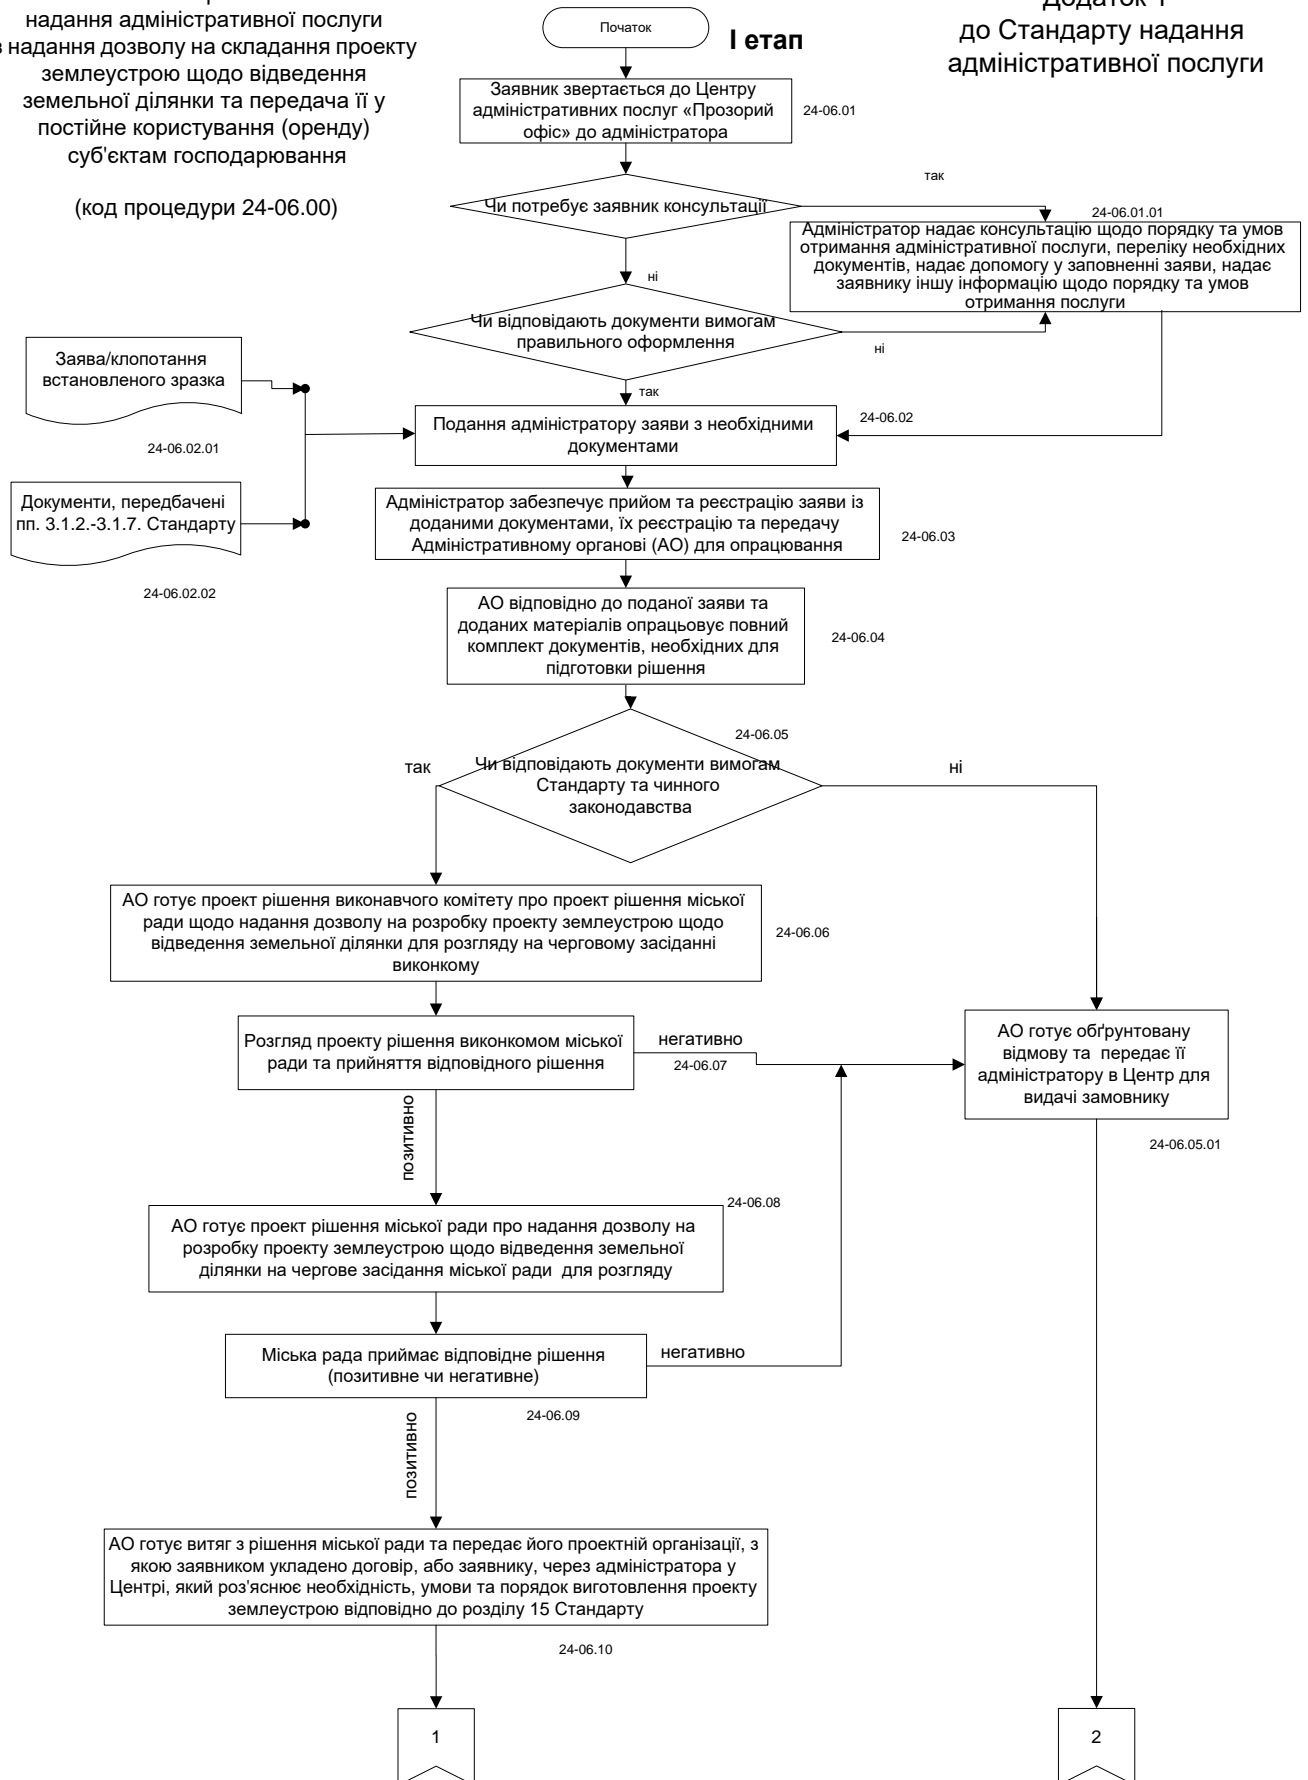 надання адміністративної послуги
з надання дозволу на складання проекту
землеустрою щодо відведення
земельної ділянки та передача її у
постійне користування (оренду)
суб'єктам господарювання
(код процедури 24-06.00)
Початок
І етап
Додаток 1
до Стандарту надання
адміністративної послуги
Заявник звертається до Центру
адміністративних послуг «Прозорий
офіс» до адміністратора
24-06.01
Чи потребує заявник консультації
так
24-06.01.01
Адміністратор надає консультацію щодо порядку та умов
отримання адміністративної послуги, переліку необхідних
документів, надає допомогу у заповненні заяви, надає
заявнику іншу інформацію щодо порядку та умов
отримання послуги
ні
Чи відповідають документи вимогам
правильного оформлення
ні
так
Заява/клопотання
встановленого зразка
24-06.02.01
Подання адміністратору заяви з необхідними
документами
24-06.02
Документи, передбачені
пп. 3.1.2.-3.1.7. Стандарту
24-06.02.02
Адміністратор забезпечує прийом та реєстрацію заяви із
доданими документами, їх реєстрацію та передачу
Адміністративному органові (АО) для опрацювання
24-06.03
АО відповідно до поданої заяви та
доданих матеріалів опрацьовує повний
комплект документів, необхідних для
підготовки рішення
24-06.04
24-06.05
Чи відповідають документи вимогам
Стандарту та чинного
законодавства
так
ні
АО готує проект рішення виконавчого комітету про проект рішення міської
ради щодо надання дозволу на розробку проекту землеустрою щодо
відведення земельної ділянки для розгляду на черговому засіданні
виконкому
24-06.06
Розгляд проекту рішення виконкомом міської
ради та прийняття відповідного рішення
негативно
24-06.07
АО готує обґрунтовану
відмову та передає її
адміністратору в Центр для
видачі замовнику
24-06.05.01
позитивно
24-06.08
АО готує проект рішення міської ради про надання дозволу на
розробку проекту землеустрою щодо відведення земельної
ділянки на чергове засідання міської ради для розгляду
Міська рада приймає відповідне рішення
(позитивне чи негативне)
негативно
24-06.09
позитивно
АО готує витяг з рішення міської ради та передає його проектній організації, з
якою заявником укладено договір, або заявнику, через адміністратора у
Центрі, який роз'яснює необхідність, умови та порядок виготовлення проекту
землеустрою відповідно до розділу 15 Стандарту
24-06.10
1
2